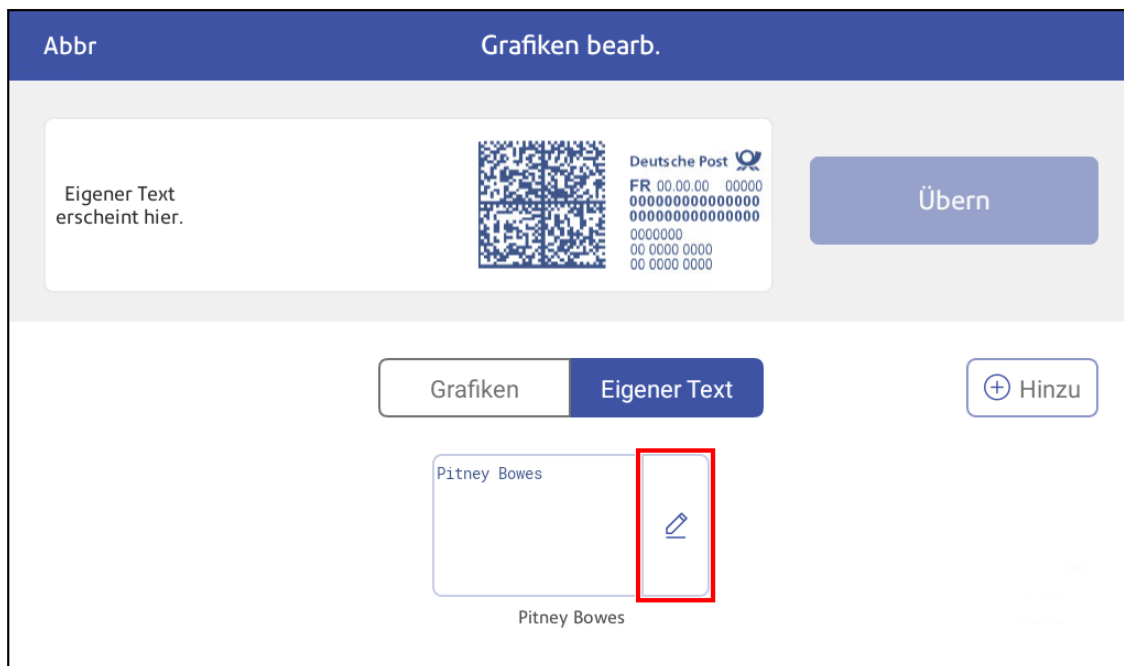 Abbr
Grafiken bearb.
Eigener Text
erscheint hier.
Deutsche Post
FR 00.00.00 00000
000000000000000
000000000000000
0000000
00 0000 0000
00 0000 0000
Übern
Grafiken
Eigener Text
Hinzu
Pitney Bowes
Pitney Bowes